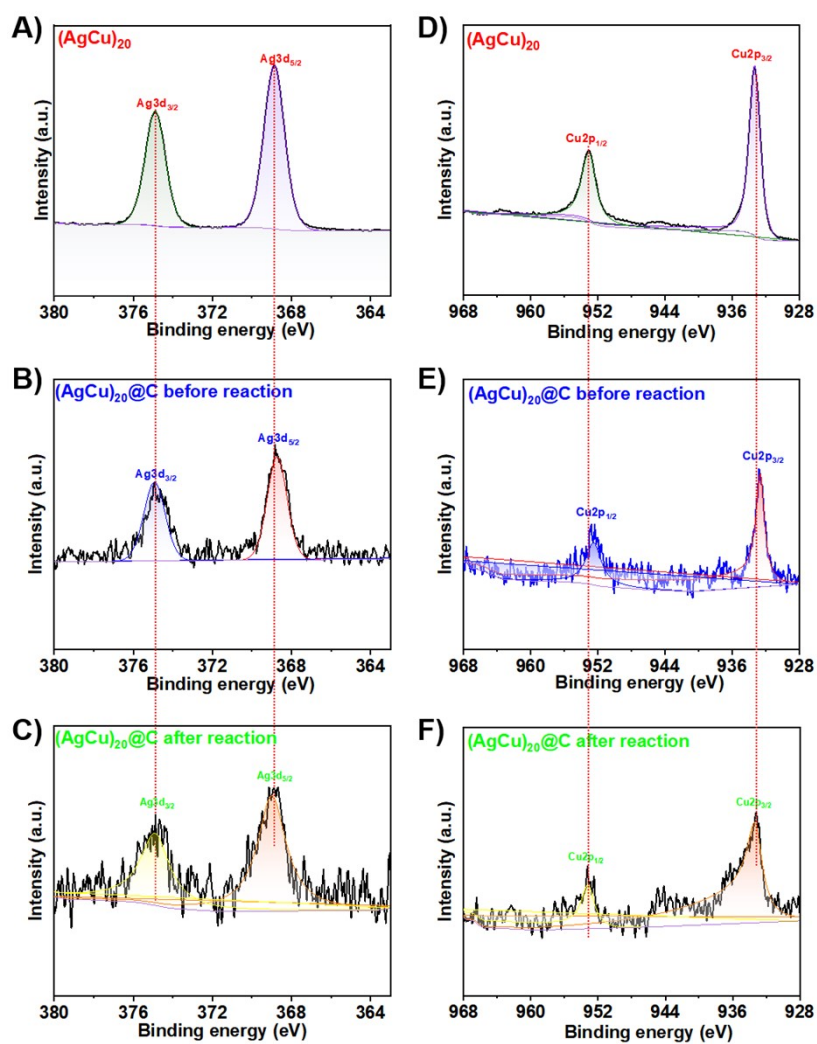 A)
(AgCu)₂₀
Ag3d₃/₂
Ag3d₅/₂
Intensity (a.u.)
380 376 372 368 364
Binding energy (eV)
B)
(AgCu)₂₀@C before reaction
Ag3d₃/₂
Ag3d₅/₂
Intensity (a.u.)
380 376 372 368 364
Binding energy (eV)
C)
(AgCu)₂₀@C after reaction
Ag3d₃/₂
Ag3d₅/₂
Intensity (a.u.)
380 376 372 368 364
Binding energy (eV)
D)
(AgCu)₂₀
Cu2p₁/₂
Cu2p₃/₂
Intensity (a.u.)
968 960 952 944 936 928
Binding energy (eV)
E)
(AgCu)₂₀@C before reaction
Cu2p₁/₂
Cu2p₃/₂
Intensity (a.u.)
968 960 952 944 936 928
Binding energy (eV)
F)
(AgCu)₂₀@C after reaction
Cu2p₁/₂
Cu2p₃/₂
Intensity (a.u.)
968 960 952 944 936 928
Binding energy (eV)